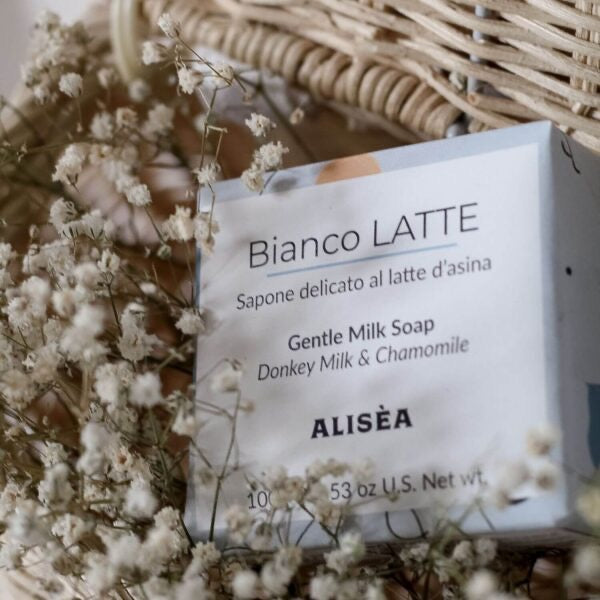 Bianco LATTE
Sapone delicato al latte d'asina
Gentle Milk Soap
Donkey Milk & Chamomile
ALISÈA
53 oz U.S. Net wt.